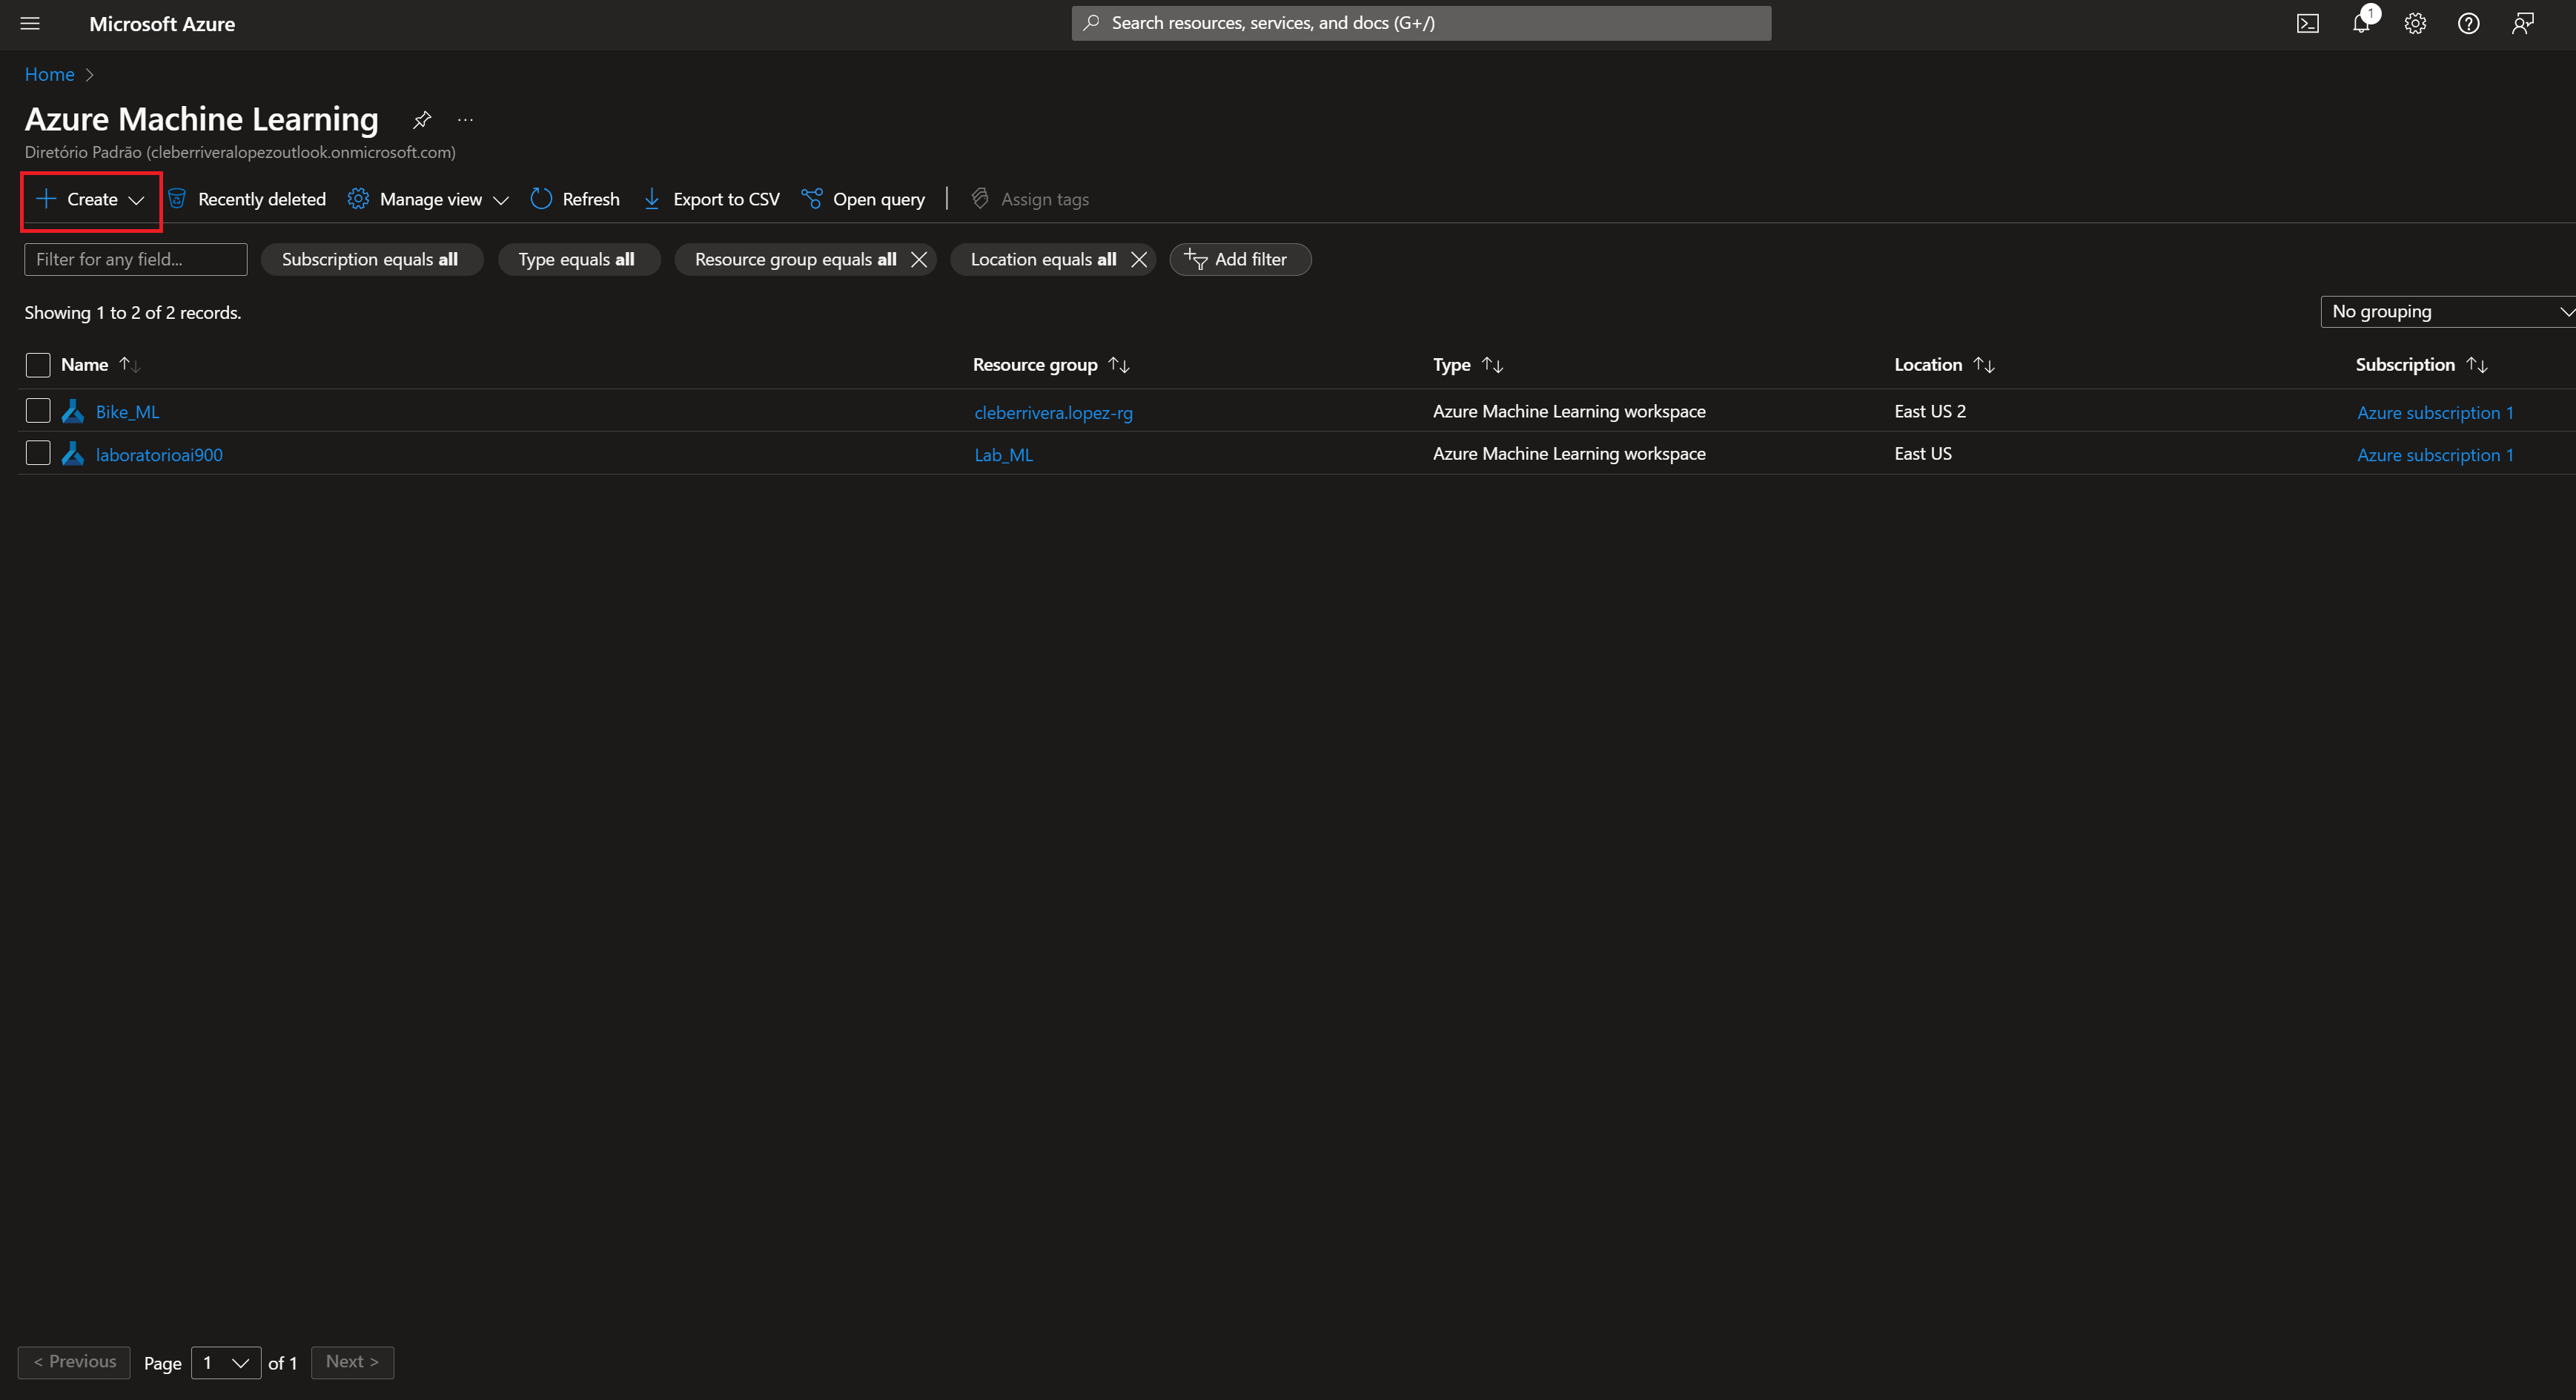 Microsoft Azure
Search resources, services, and docs (G+/)
1
Home
Azure Machine Learning
Diretório Padrão (cleberriveralopezoutlook.onmicrosoft.com)
Create Recently deleted Manage view Refresh Export to CSV Open query Assign tags
Filter for any field... Subscription equals all Type equals all Resource group equals all Location equals all Add filter
Showing 1 to 2 of 2 records. No grouping
Name Resource group Type Location Subscription
Bike_ML cleberrivera.lopez-rg Azure Machine Learning workspace East US 2 Azure subscription 1
laboratorioai900 Lab_ML Azure Machine Learning workspace East US Azure subscription 1
< Previous Page 1 of 1 Next >